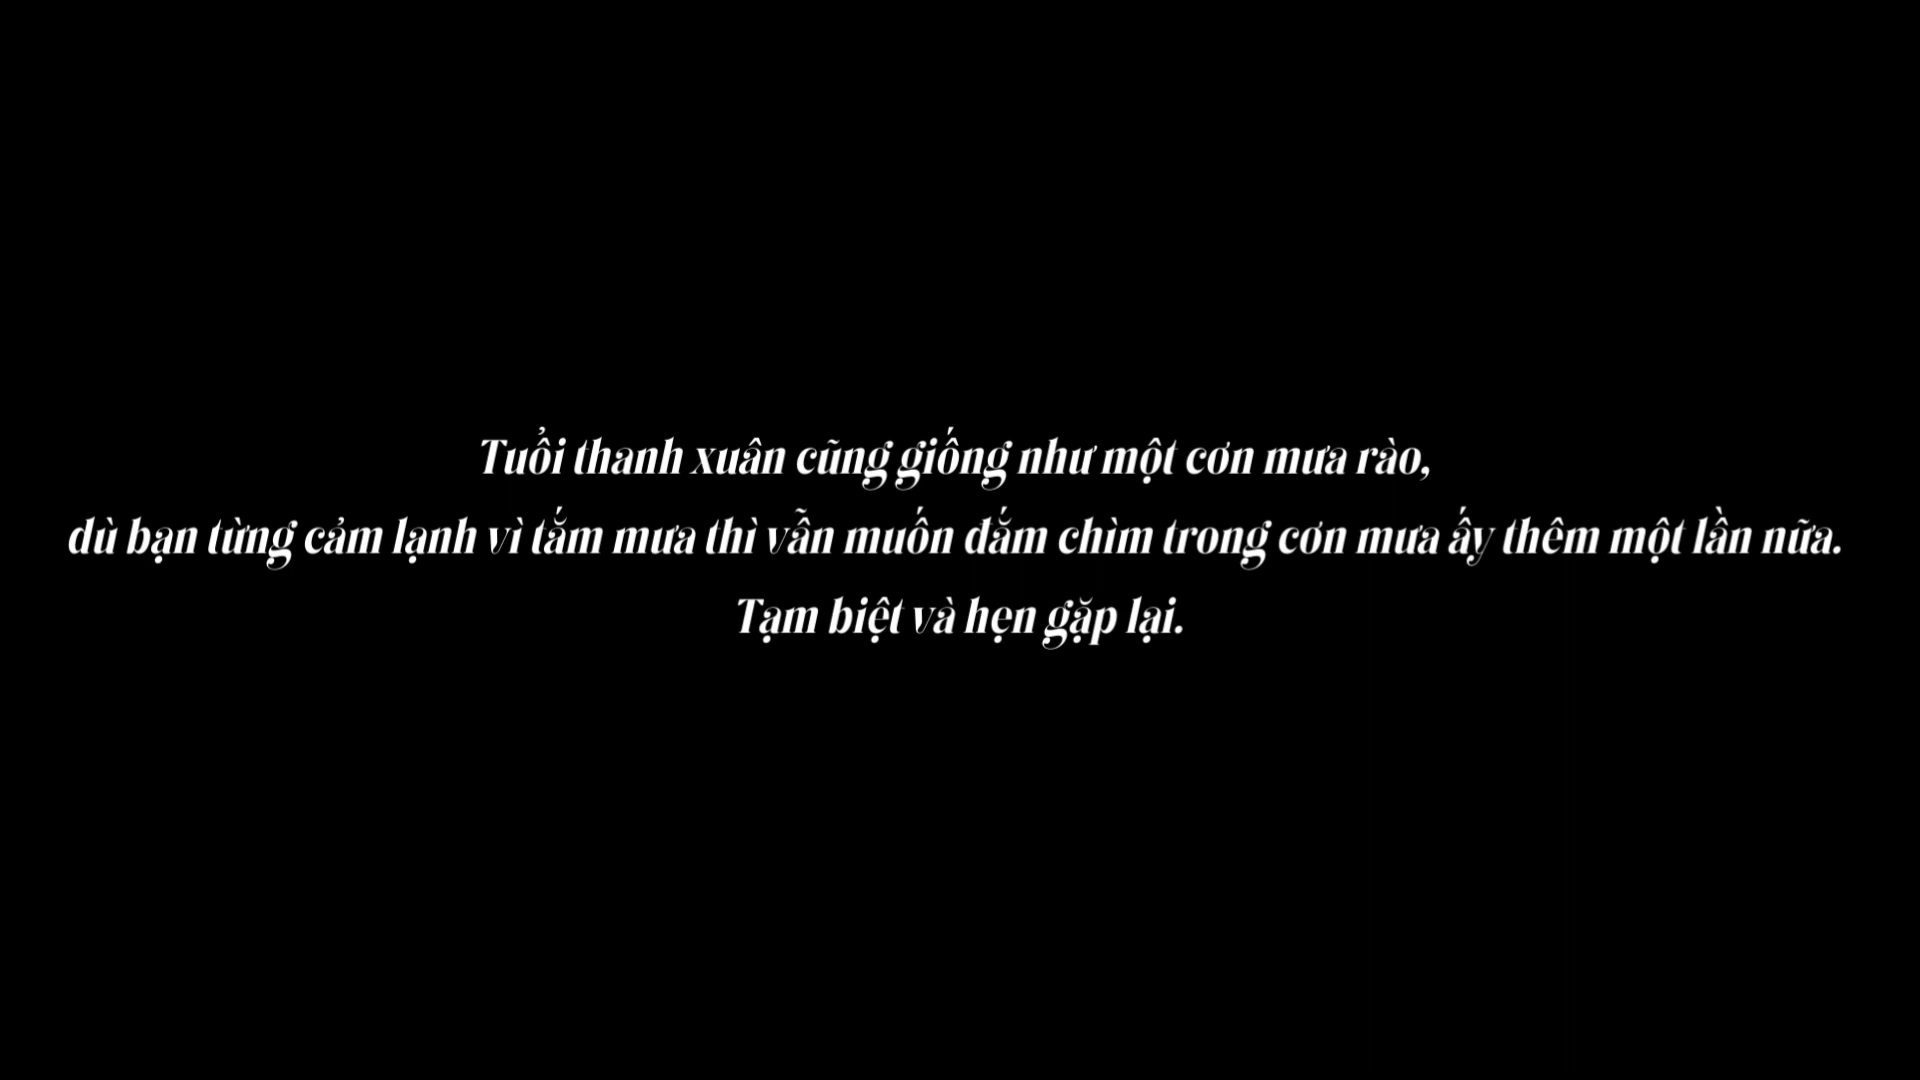 Tuổi thanh xuân cũng giống như một cơn mưa rào,
dù bạn từng cảm lạnh vì tắm mưa thì vẫn muốn đắm chìm trong cơn mưa ấy thêm một lần nữa.
Tạm biệt và hẹn gặp lại.